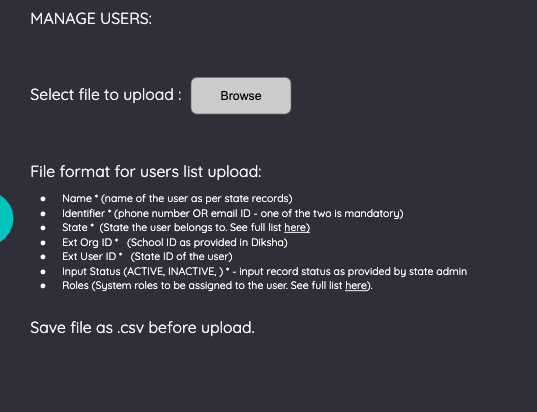 MANAGE USERS:
Select file to upload :
Browse
File format for users list upload:
• Name * (name of the user as per state records)
• Identifier * (phone number OR email ID - one of the two is mandatory)
• State * (State the user belongs to. See full list here)
• Ext Org ID * (School ID as provided in Diksha)
• Ext User ID * (State ID of the user)
• Input Status (ACTIVE, INACTIVE, ) * - input record status as provided by state admin
• Roles (System roles to be assigned to the user. See full list here).
Save file as .csv before upload.